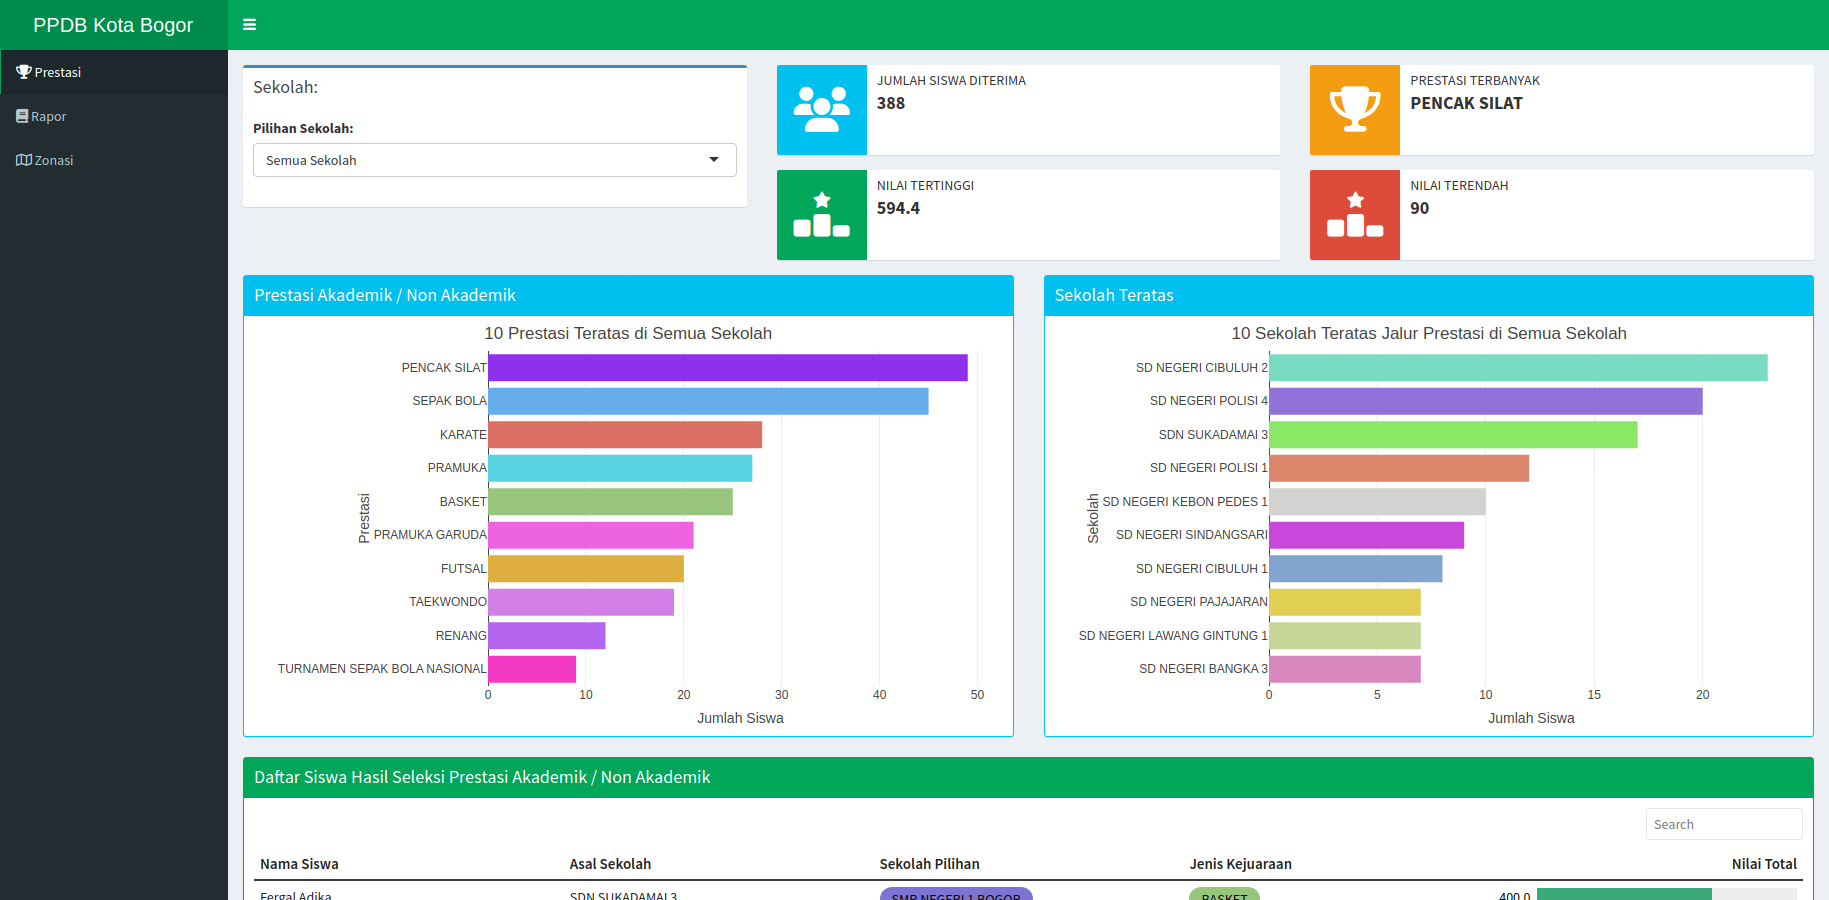 PPDB Kota Bogor
Prestasi
Rapor
Zonasi
Sekolah:
Pilihan Sekolah:
Semua Sekolah
JUMLAH SISWA DITERIMA
388
PRESTASI TERBANYAK
PENCAK SILAT
NILAI TERTINGGI
594.4
NILAI TERENDAH
90
Prestasi Akademik / Non Akademik
10 Prestasi Teratas di Semua Sekolah
PENCAK SILAT
SEPAK BOLA
KARATE
PRAMUKA
BASKET
PRAMUKA GARUDA
FUTSAL
TAEKWONDO
RENANG
TURNAMEN SEPAK BOLA NASIONAL
Prestasi
0 10 20 30 40 50
Jumlah Siswa
Sekolah Teratas
10 Sekolah Teratas Jalur Prestasi di Semua Sekolah
SD NEGERI CIBULUH 2
SD NEGERI POLISI 4
SDN SUKADAMAI 3
SD NEGERI POLISI 1
SD NEGERI KEBON PEDES 1
SD NEGERI SINDANGSARI
SD NEGERI CIBULUH 1
SD NEGERI PAJAJARAN
SD NEGERI LAWANG GINTUNG 1
SD NEGERI BANGKA 3
Sekolah
0 5 10 15 20
Jumlah Siswa
Daftar Siswa Hasil Seleksi Prestasi Akademik / Non Akademik
Search
Nama Siswa Asal Sekolah Sekolah Pilihan Jenis Kejuaraan Nilai Total
Fergal Adika SDN SUKADAMAI 3 SMP NEGERI 1 BOGOR BASKET 400.0